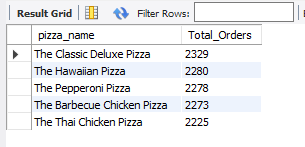 Result Grid Filter Rows:
pizza_name Total_Orders
The Classic Deluxe Pizza 2329
The Hawaiian Pizza 2280
The Pepperoni Pizza 2278
The Barbecue Chicken Pizza 2273
The Thai Chicken Pizza 2225